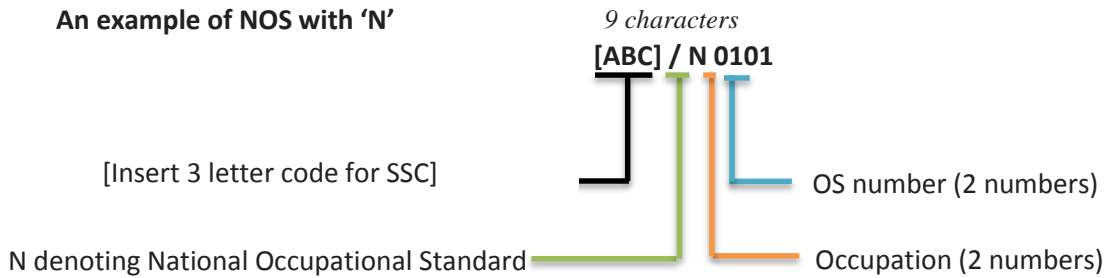 An example of NOS with ‘N’
9 characters
[ABC] / N 0101
[Insert 3 letter code for SSC]
OS number (2 numbers)
N denoting National Occupational Standard
Occupation (2 numbers)